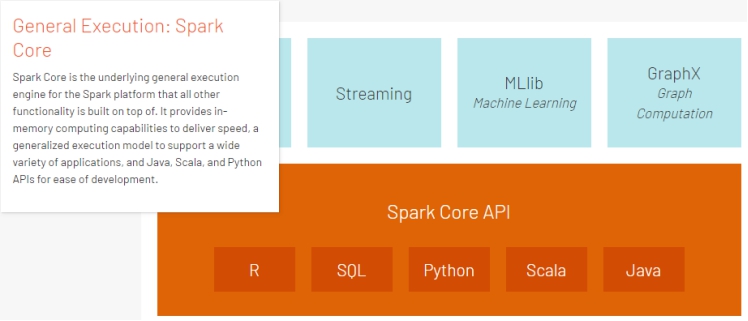 General Execution: Spark
Core
Spark Core is the underlying general execution
engine for the Spark platform that all other
functionality is built on top of. It provides in-
memory computing capabilities to deliver speed, a
generalized execution model to support a wide
variety of applications, and Java, Scala, and Python
APIs for ease of development.
Streaming
MLlib
Machine Learning
GraphX
Graph
Computation
Spark Core API
R
SQL
Python
Scala
Java